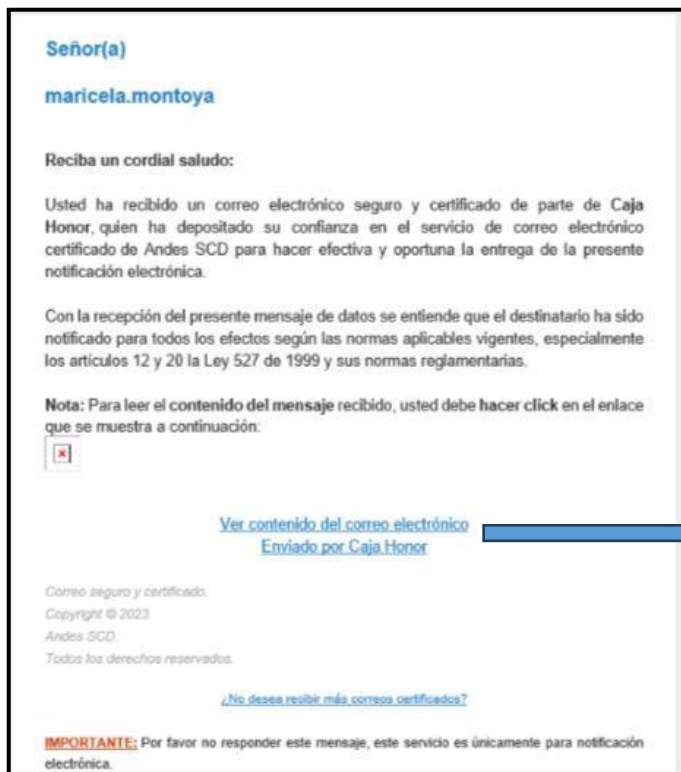 Señor(a)
maricela.montoya
Reciba un cordial saludo:
Usted ha recibido un correo electrónico seguro y certificado de parte de Caja
Honor, quien ha depositado su confianza en el servicio de correo electrónico
certificado de Andes SCD para hacer efectiva y oportuna la entrega de la presente
notificación electrónica.
Con la recepción del presente mensaje de datos se entiende que el destinatario ha sido
notificado para todos los efectos según las normas aplicables vigentes, especialmente
los artículos 12 y 20 la Ley 527 de 1999 y sus normas reglamentarias.
Nota: Para leer el contenido del mensaje recibido, usted debe hacer click en el enlace
que se muestra a continuación:
Ver contenido del correo electrónico
Enviado por Caja Honor
Correo seguro y certificado.
Copyright © 2023
Andes SCD.
Todos los derechos reservados.
¿No desea recibir más correos certificados?
IMPORTANTE: Por favor no responder este mensaje, este servicio es únicamente para notificación
electrónica.